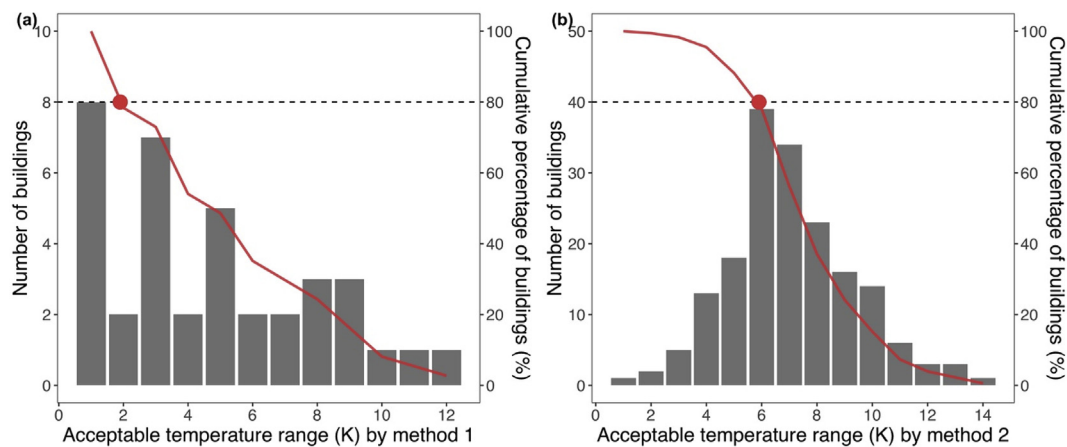 (a)
10
8
6
4
2
0
Number of buildings
100
80
60
40
20
0
Cumulative percentage of buildings (%)
0 2 4 6 8 10 12
Acceptable temperature range (K) by method 1
(b)
50
40
30
20
10
0
Number of buildings
100
80
60
40
20
0
Cumulative percentage of buildings (%)
0 2 4 6 8 10 12 14
Acceptable temperature range (K) by method 2